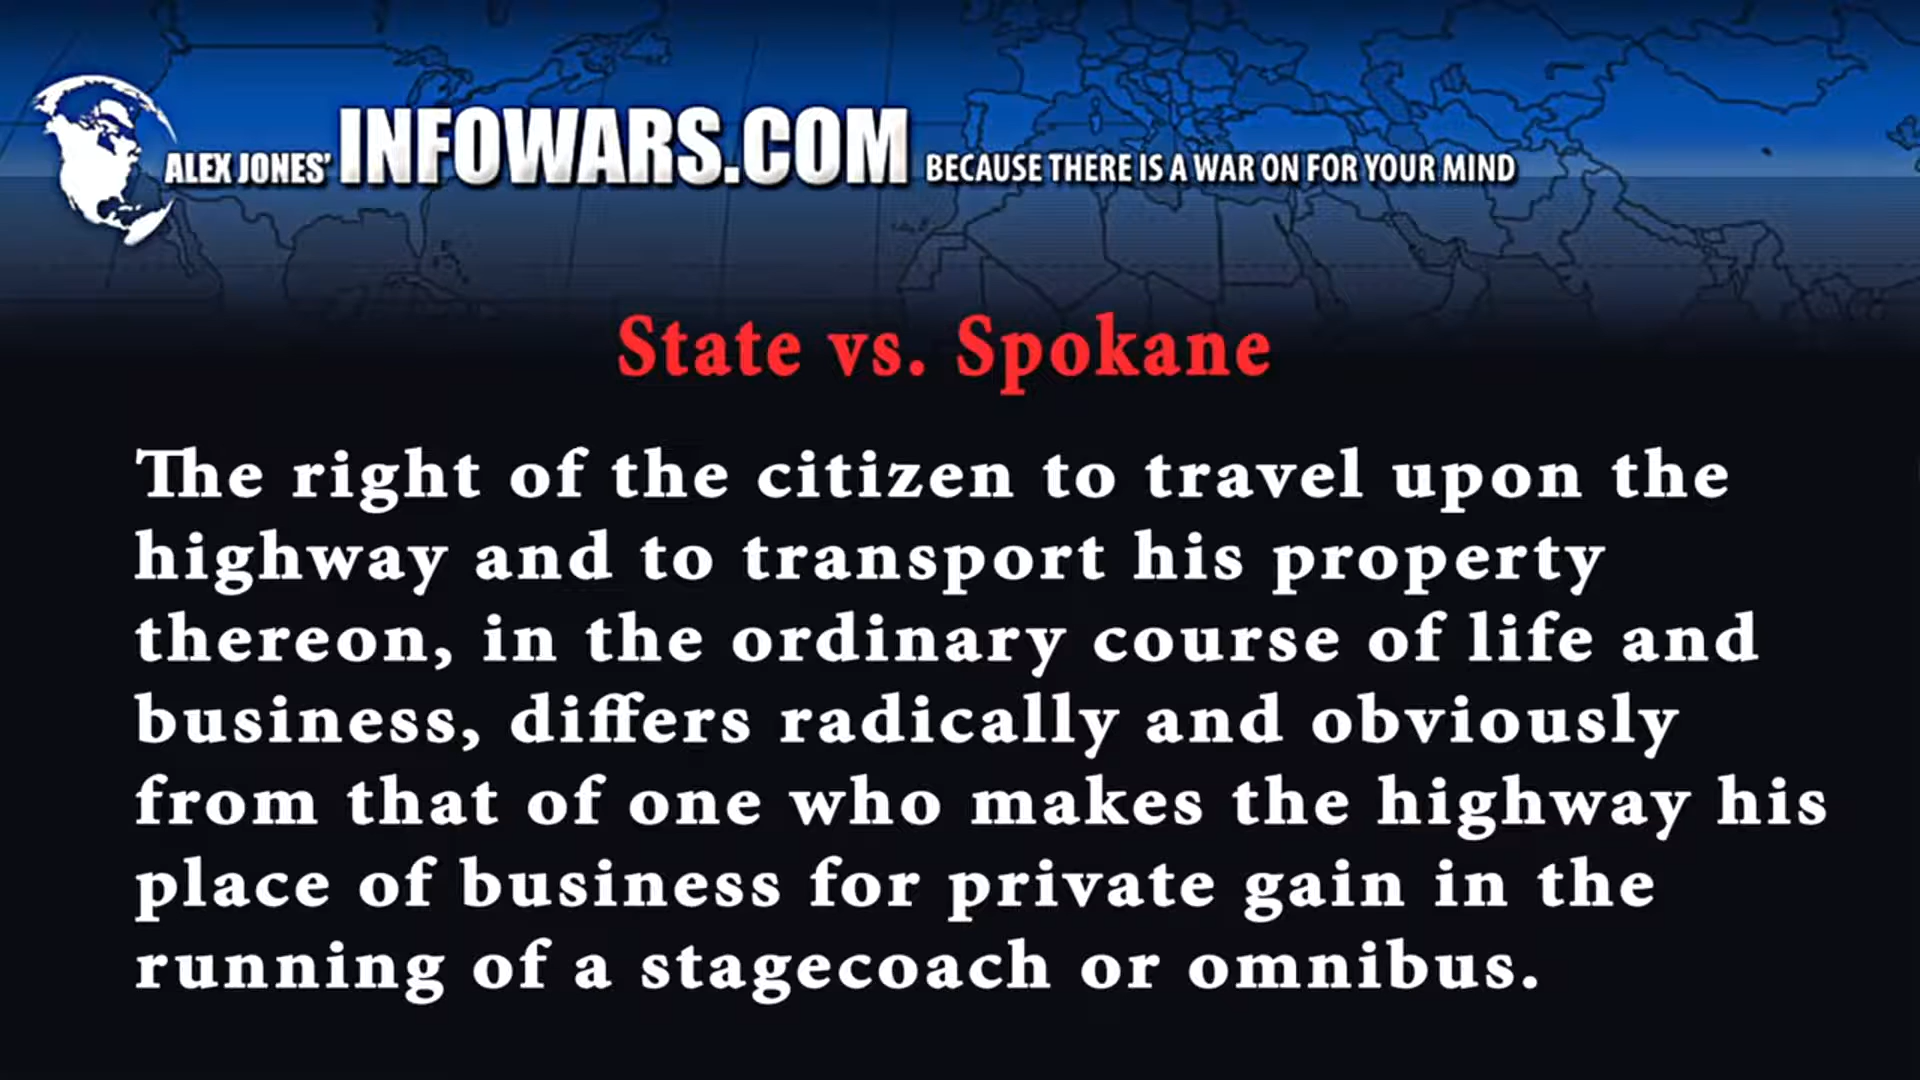 ALEX JONES' INFOWARS.COM BECAUSE THERE IS A WAR ON FOR YOUR MIND
State vs. Spokane
The right of the citizen to travel upon the
highway and to transport his property
thereon, in the ordinary course of life and
business, differs radically and obviously
from that of one who makes the highway his
place of business for private gain in the
running of a stagecoach or omnibus.